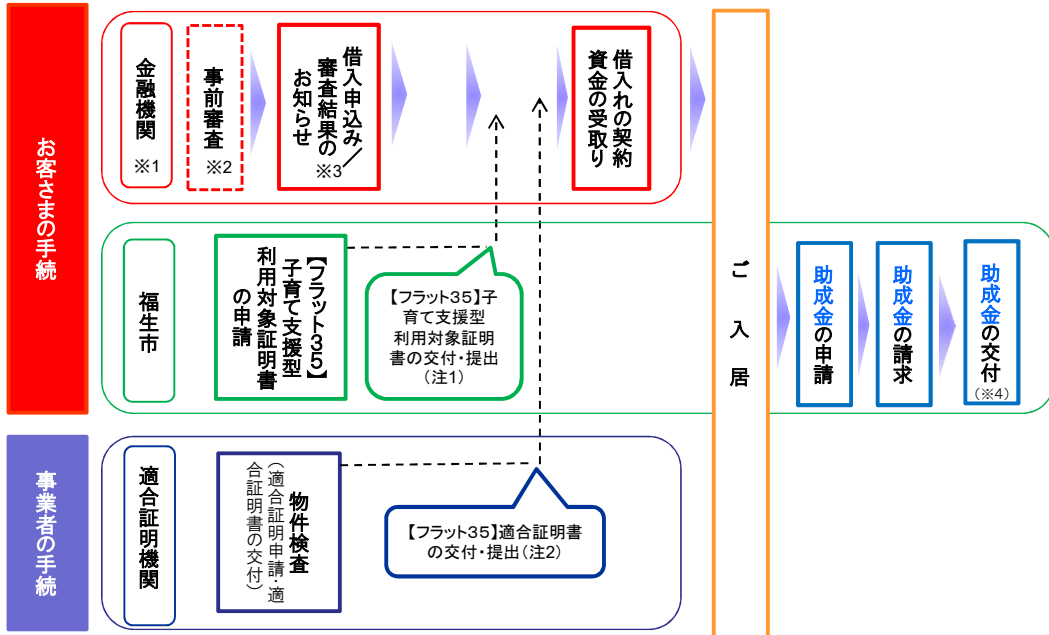 お客さまの手続
金融機関
※1
事前審査
※2
借入申込み／
審査結果の
お知らせ
※3
借入れの契約
資金の受取り
福生市
【フラット35】
子育て支援型
利用対象証明書
の申請
【フラット35】子
育て支援型
利用対象証明
書の交付・提出
(注1)
ご入居
助成金の申請
助成金の請求
助成金の交付
(※4)
事業者の手続
適合証明機関
物件検査
（適合証明申請・適
合証明書の交付）
【フラット35】適合証明書
の交付・提出(注2)